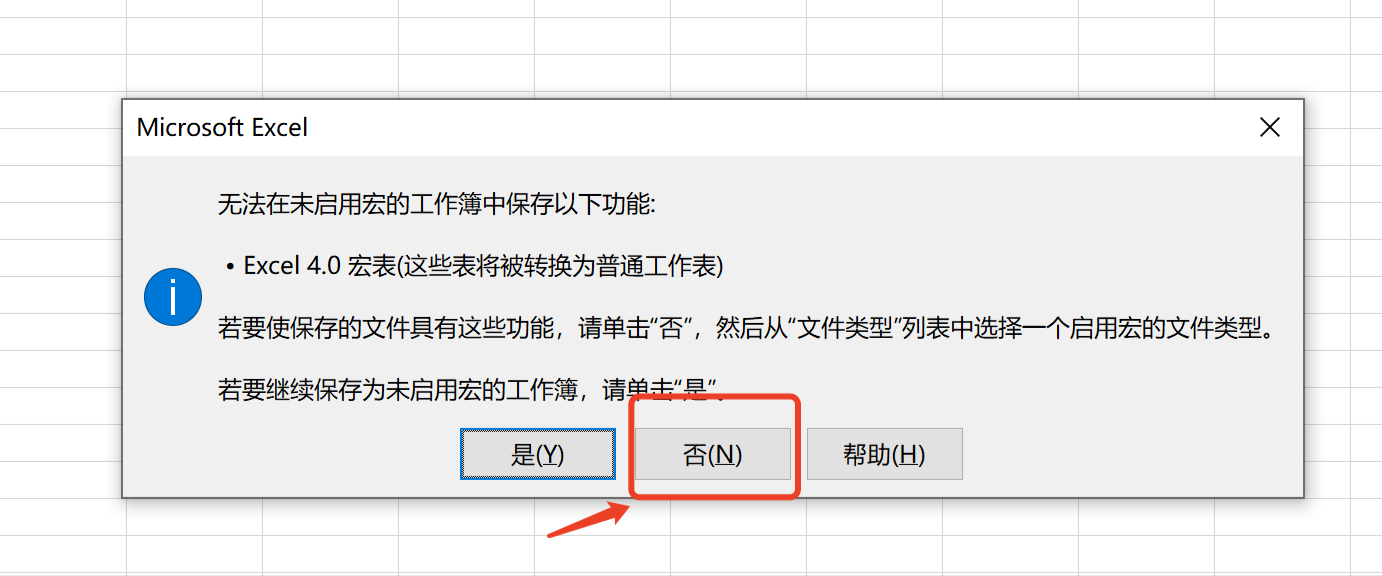 Microsoft Excel
无法在未启用宏的工作簿中保存以下功能:
• Excel 4.0 宏表(这些表将被转换为普通工作表)
若要使保存的文件具有这些功能，请单击“否”，然后从“文件类型”列表中选择一个启用宏的文件类型。
若要继续保存为未启用宏的工作簿，请单击“是”。
是(Y) 否(N) 帮助(H)